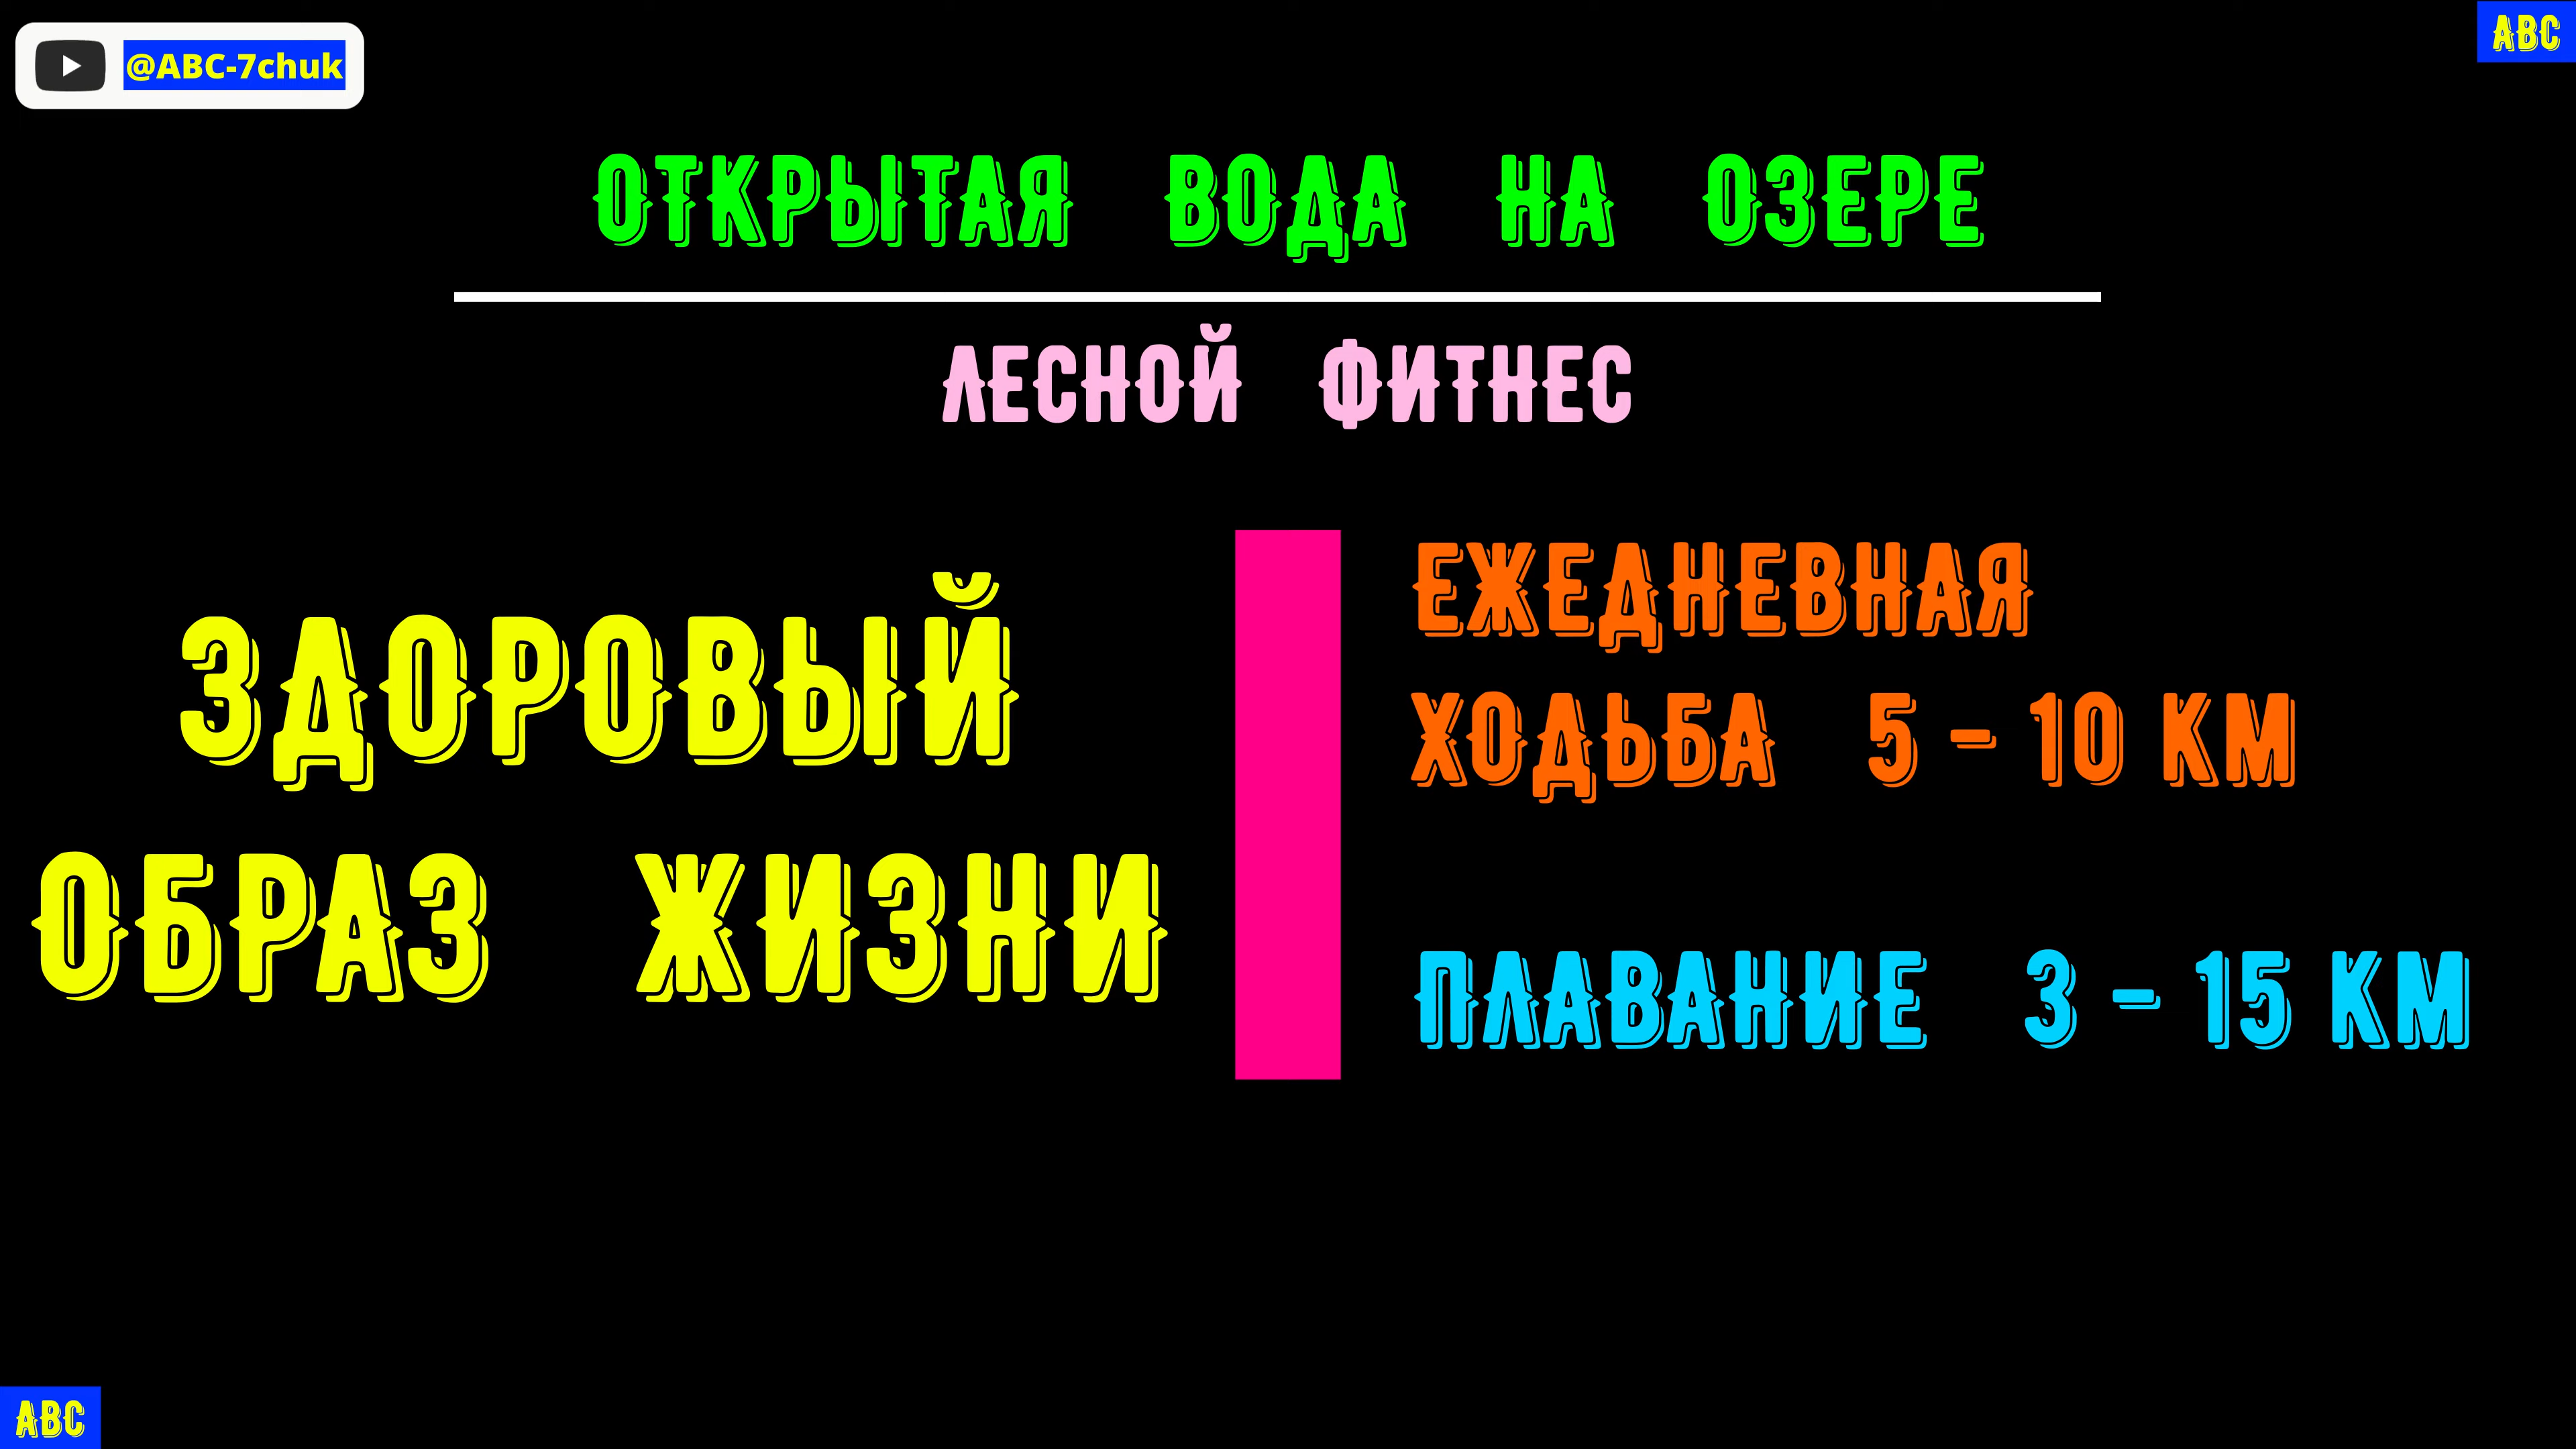 @ABC-7chuk
ABC
ОТКРЫТАЯ ВОДА НА ОЗЕРЕ
ЛЕСНОЙ ФИТНЕС
ЗДОРОВЫЙ
ОБРАЗ ЖИЗНИ
ЕЖЕДНЕВНАЯ
ХОДЬБА 5 - 10 КМ
ПЛАВАНИЕ 3 - 15 КМ
ABC